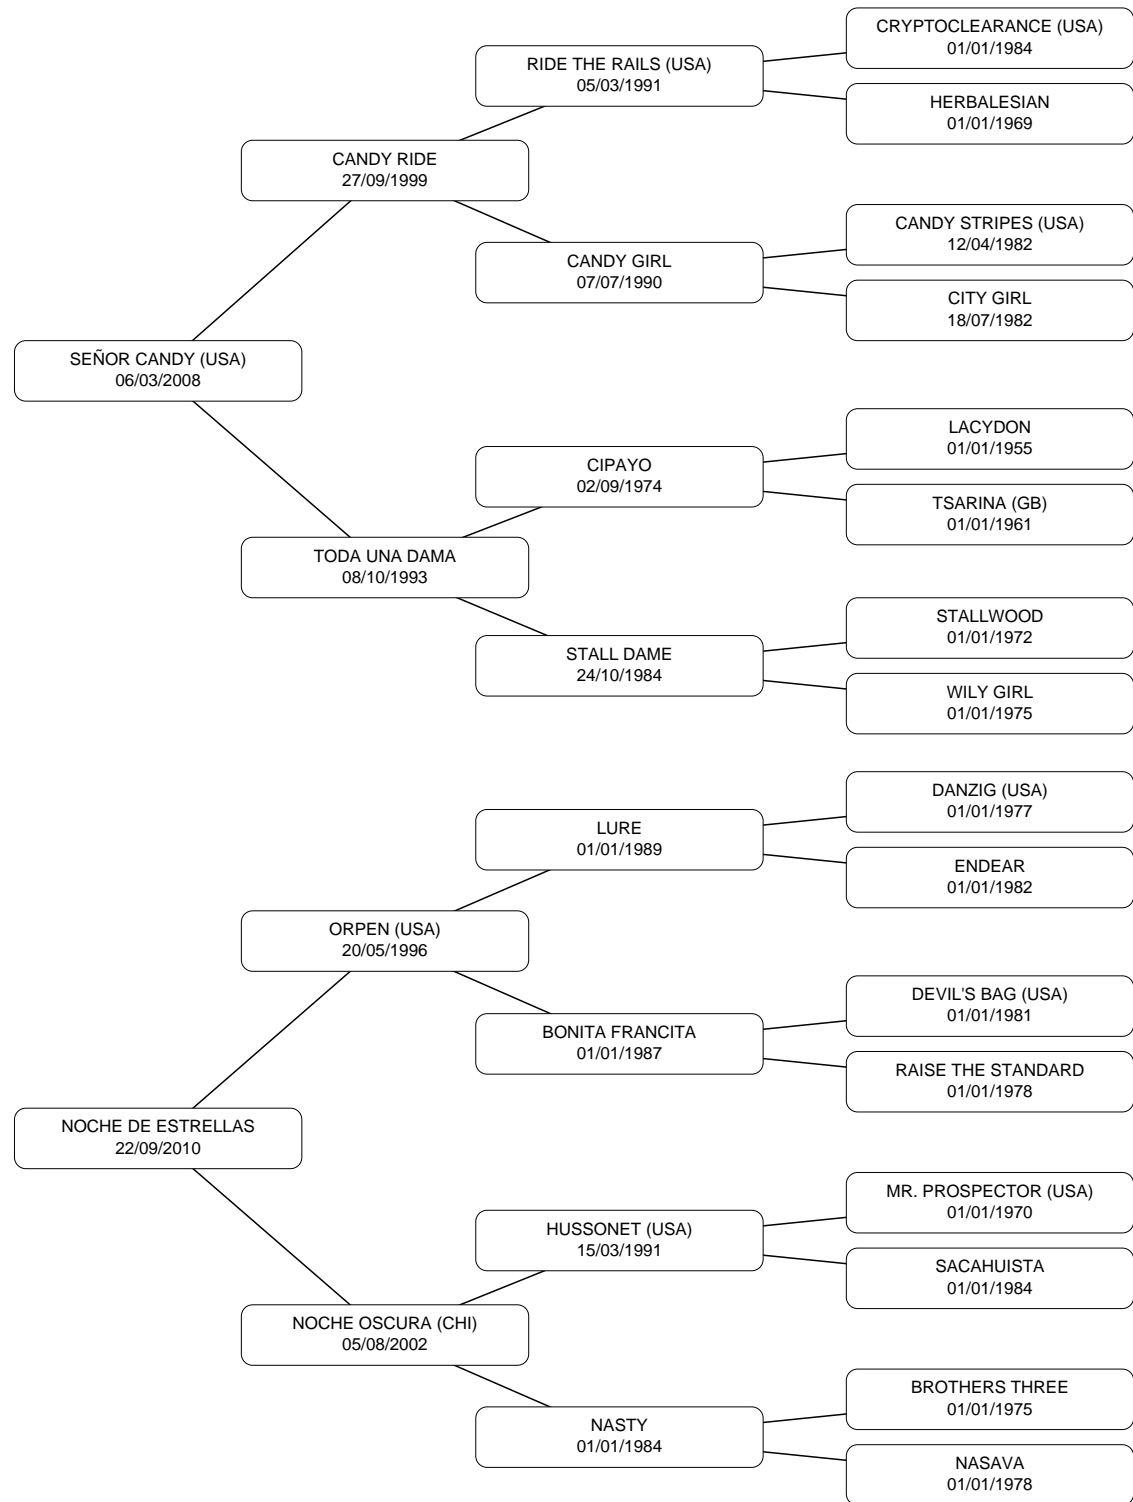 CRYPTOCLEARANCE (USA)
01/01/1984
RIDE THE RAILS (USA)
05/03/1991
HERBALESIAN
01/01/1969
CANDY RIDE
27/09/1999
CANDY STRIPES (USA)
12/04/1982
CANDY GIRL
07/07/1990
CITY GIRL
18/07/1982
SEÑOR CANDY (USA)
06/03/2008
LACYDON
01/01/1955
CIPAYO
02/09/1974
TSARINA (GB)
01/01/1961
TODA UNA DAMA
08/10/1993
STALLWOOD
01/01/1972
STALL DAME
24/10/1984
WILY GIRL
01/01/1975
DANZIG (USA)
01/01/1977
LURE
01/01/1989
ENDEAR
01/01/1982
ORPEN (USA)
20/05/1996
DEVIL'S BAG (USA)
01/01/1981
BONITA FRANCITA
01/01/1987
RAISE THE STANDARD
01/01/1978
NOCHE DE ESTRELLAS
22/09/2010
MR. PROSPECTOR (USA)
01/01/1970
HUSSONET (USA)
15/03/1991
SACAHUISTA
01/01/1984
NOCHE OSCURA (CHI)
05/08/2002
BROTHERS THREE
01/01/1975
NASTY
01/01/1984
NASAVA
01/01/1978